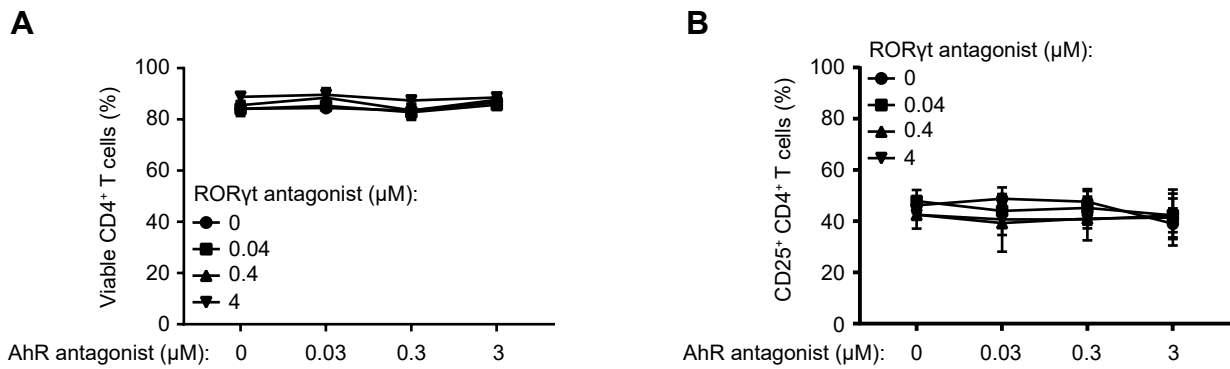 A
Viable CD4⁺ T cells (%)
100
80
60
40
20
0
RORγt antagonist (µM):
0
0.04
0.4
4
AhR antagonist (µM): 0 0.03 0.3 3
B
CD25⁺ CD4⁺ T cells (%)
RORγt antagonist (µM):
0
0.04
0.4
4
100
80
60
40
20
0
AhR antagonist (µM): 0 0.03 0.3 3